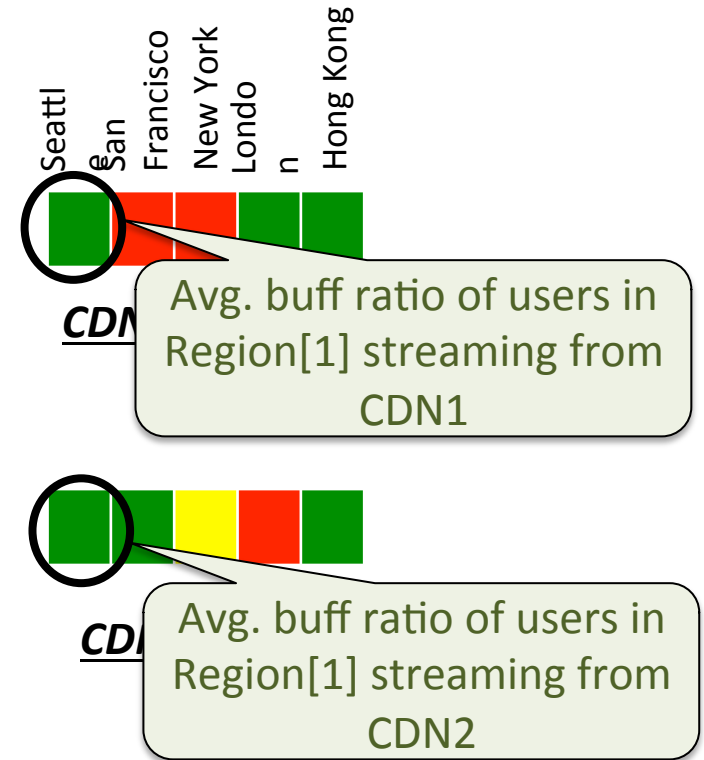 Seattl
e
San
Francisco
New York
Londo
n
Hong Kong
Avg. buff ratio of users in
Region[1] streaming from
CDN1
Avg. buff ratio of users in
Region[1] streaming from
CDN2